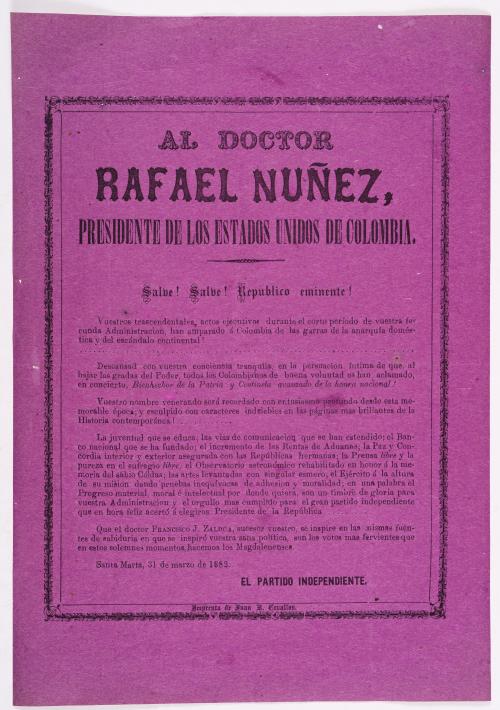 AL DOCTOR
RAFAEL NUÑEZ,
PRESIDENTE DE LOS ESTADOS UNIDOS DE COLOMBIA.
Salve! Salve! Republico eminente!
Vuestros trascendentales, actos ejecutivos durante el corto período de vuestra fe-
cunda Administracion, han amparado á Colombia de las garras de la anarquía domés-
tica y del escándalo continental!
Descansad con vuestra conciencia tranquila, en la persuacion íntima de que al
bajar las gradas del Poder, todos los Colombianos de buena voluntad os han aclamado,
en concierto, Bienhechor de la Patria y Centinela avanzado de la honra nacional!
Vuestro nombre venerando será recordado con entusiasmo profundo desde esta me-
morable época; y esculpido con caracteres indelebles en las páginas mas brillantes de la
Historia contemporánea!
La juventud que se educa; las vias de comunicacion que se han estendido; el Ban-
co nacional que se ha fundado; el incremento de las Rentas de Aduanas; la Paz y Con-
cordia interior y exterior asegurada con las Repúblicas hermanas; la Prensa libre y la
pureza en el sufragio libre, el Observatorio astronómico rehabilitado en honor á la me-
moria del sábio Cáldas; las artes levantadas con singular esmero; el Ejército á la altura
de su mision dando pruebas inequívocas de adhesion y moralidad; en una palabra el
Progreso material, moral é intelectual por donde quiera, son un timbre de gloria para
vuestra Administracion y el orgullo mas cumplido para el gran partido independiente
que en hora feliz acertó á elegiros Presidente de la República
Que el doctor FRANCISCO J. ZALDUA, sucesor vuestro, se inspire en las mismas fuen-
tes de sabiduría en que se inspiró vuestra sana política, son los votos mas fervientes que
en estos solemnes momentos hacemos los Magdalenenses.
Santa Marta, 31 de marzo de 1882.
EL PARTIDO INDEPENDIENTE.
Imprenta de Juan B. Cevallos.